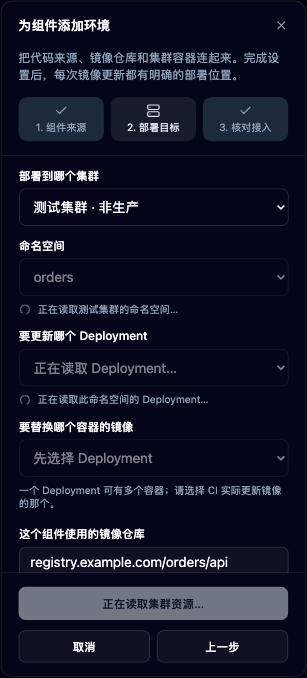 为组件添加环境
把代码来源、镜像仓库和集群容器连起来。完成设
置后，每次镜像更新都有明确的部署位置。
1. 组件来源
2. 部署目标
3. 核对接入
部署到哪个集群
测试集群 · 非生产
命名空间
orders
正在读取测试集群的命名空间...
要更新哪个 Deployment
正在读取 Deployment...
正在读取此命名空间的 Deployment...
要替换哪个容器的镜像
先选择 Deployment
一个 Deployment 可有多个容器；请选择 CI 实际更新镜像
的那个。
这个组件使用的镜像仓库
registry.example.com/orders/api
正在读取集群资源...
取消
上一步